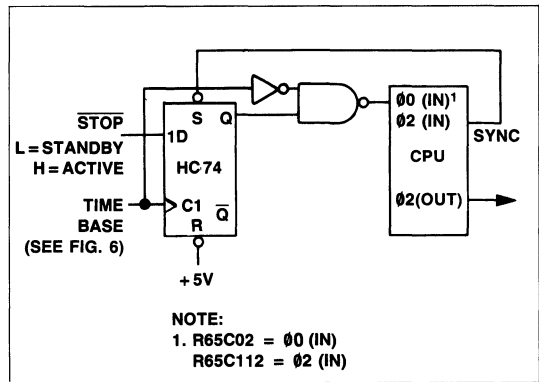 S̅T̅O̅P̅
L = STANDBY
H = ACTIVE
TIME
BASE
(SEE FIG. 6)
S
Q
1D
HC74
C1
Q̅
R
+5V
Ø0 (IN)¹
Ø2 (IN)
CPU
SYNC
Ø2(OUT)
NOTE:
1. R65C02 = Ø0 (IN)
R65C112 = Ø2 (IN)